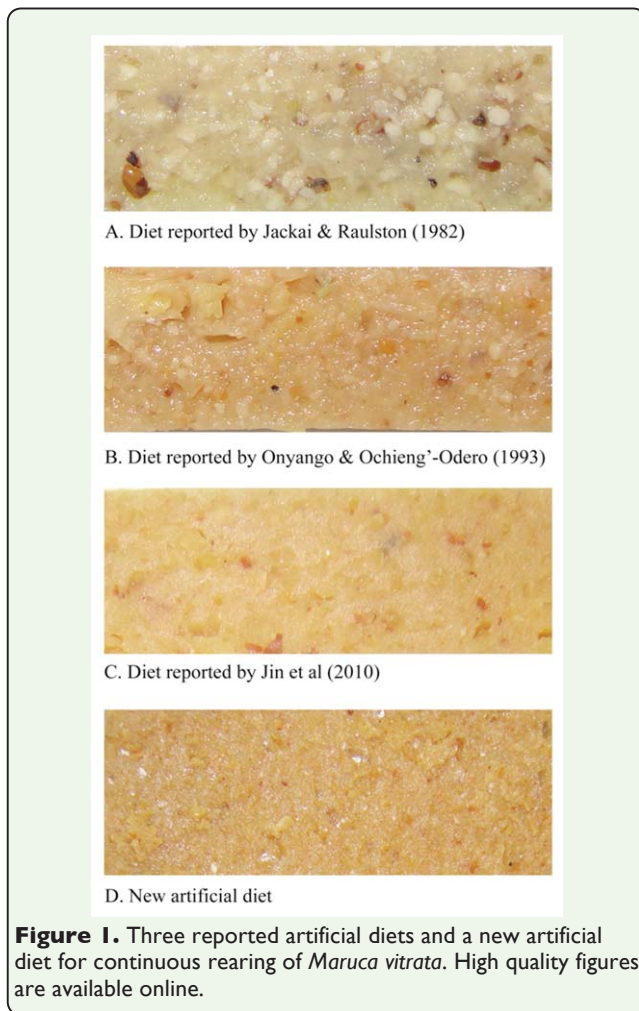 A. Diet reported by Jackai & Raulston (1982)
B. Diet reported by Onyango & Ochieng’-Odero (1993)
C. Diet reported by Jin et al (2010)
D. New artificial diet
Figure 1. Three reported artificial diets and a new artificial
diet for continuous rearing of Maruca vitrata. High quality figures
are available online.